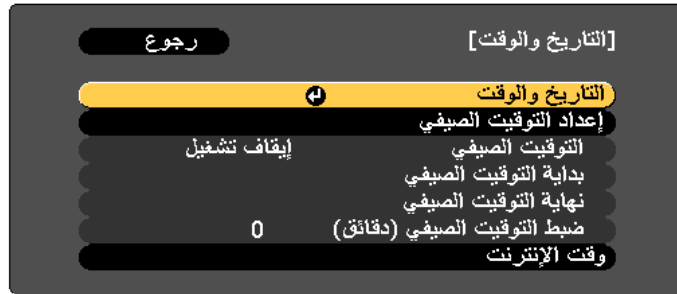 [التاريخ والوقت] رجوع
التاريخ والوقت
إعداد التوقيت الصيفي
التوقيت الصيفي إيقاف تشغيل
بداية التوقيت الصيفي
نهاية التوقيت الصيفي
ضبط التوقيت الصيفي (دقائق) 0
وقت الإنترنت